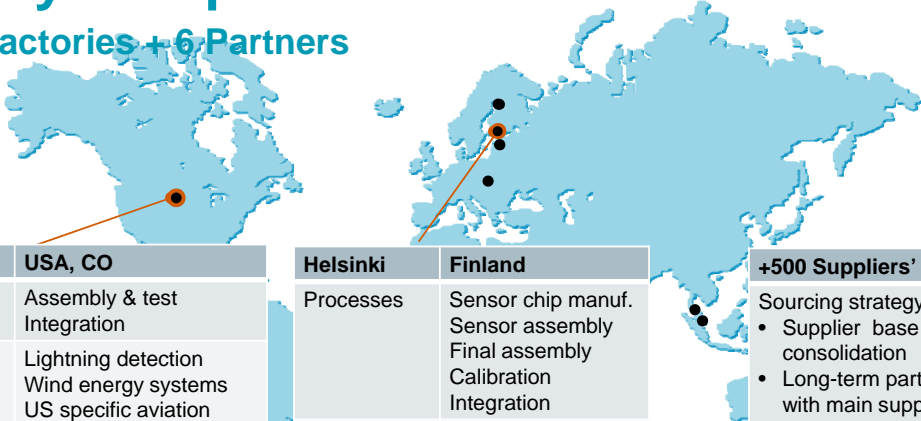 actories + 6 Partners
USA, CO
Assembly & test
Integration
Lightning detection
Wind energy systems
US specific aviation
Helsinki Finland
Processes Sensor chip manuf.
Sensor assembly
Final assembly
Calibration
Integration
+500 Suppliers'
Sourcing strategy
• Supplier base
consolidation
• Long-term part
with main supp